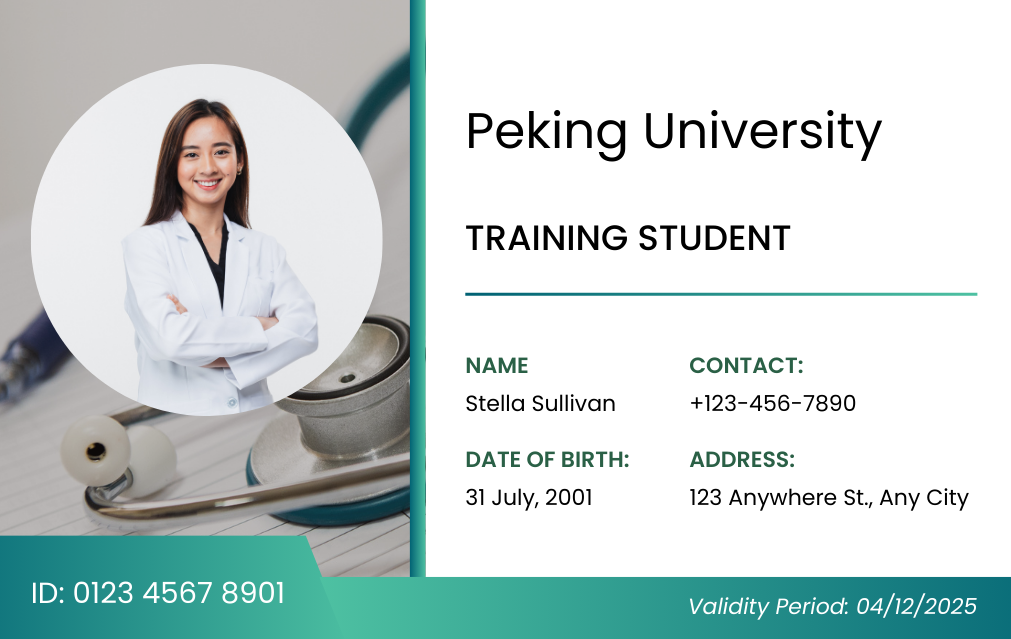 Peking University
TRAINING STUDENT
NAME
Stella Sullivan
CONTACT:
+123-456-7890
DATE OF BIRTH:
31 July, 2001
ADDRESS:
123 Anywhere St., Any City
ID: 0123 4567 8901
Validity Period: 04/12/2025